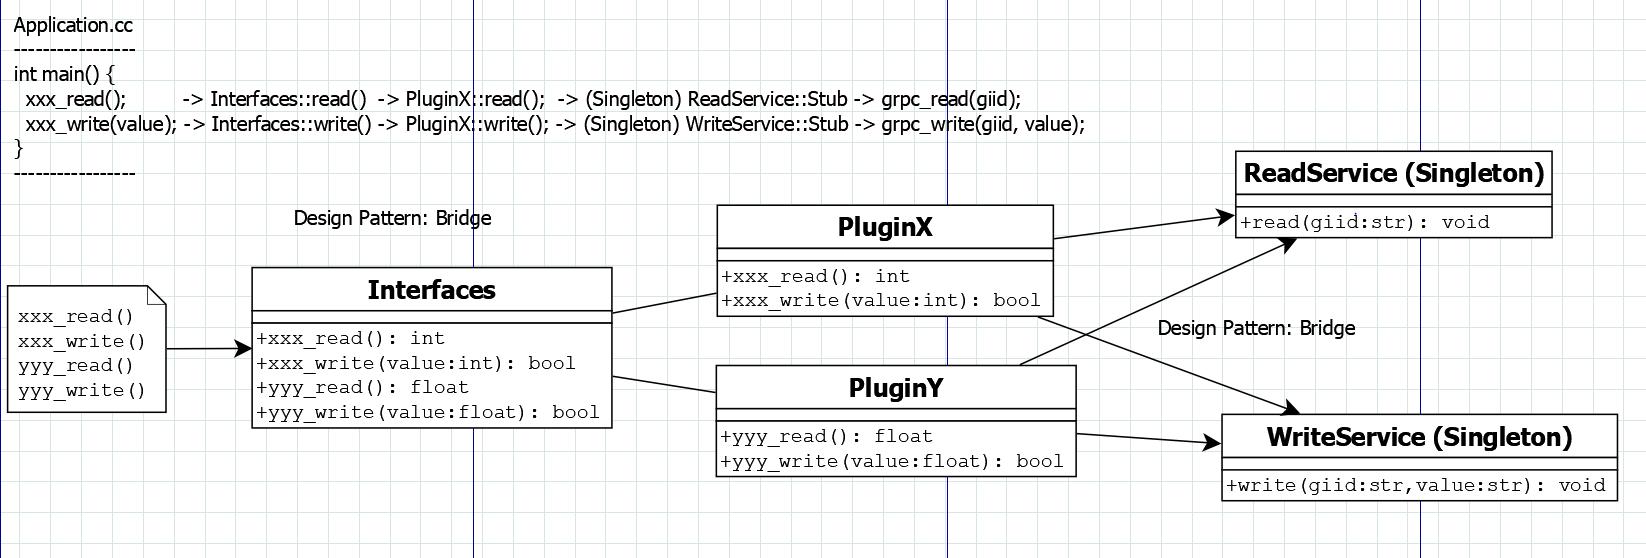 Application.cc
-----------------
int main() {
xxx_read(); -> Interfaces::read() -> PluginX::read(); -> (Singleton) ReadService::Stub -> grpc_read(giid);
xxx_write(value); -> Interfaces::write() -> PluginX::write(); -> (Singleton) WriteService::Stub -> grpc_write(giid, value);
}
-----------------
Design Pattern: Bridge
xxx_read()
xxx_write()
yyy_read()
yyy_write()
Interfaces
+xxx_read(): int
+xxx_write(value:int): bool
+yyy_read(): float
+yyy_write(value:float): bool
PluginX
+xxx_read(): int
+xxx_write(value:int): bool
PluginY
+yyy_read(): float
+yyy_write(value:float): bool
Design Pattern: Bridge
ReadService (Singleton)
+read(giid:str): void
WriteService (Singleton)
+write(giid:str,value:str): void